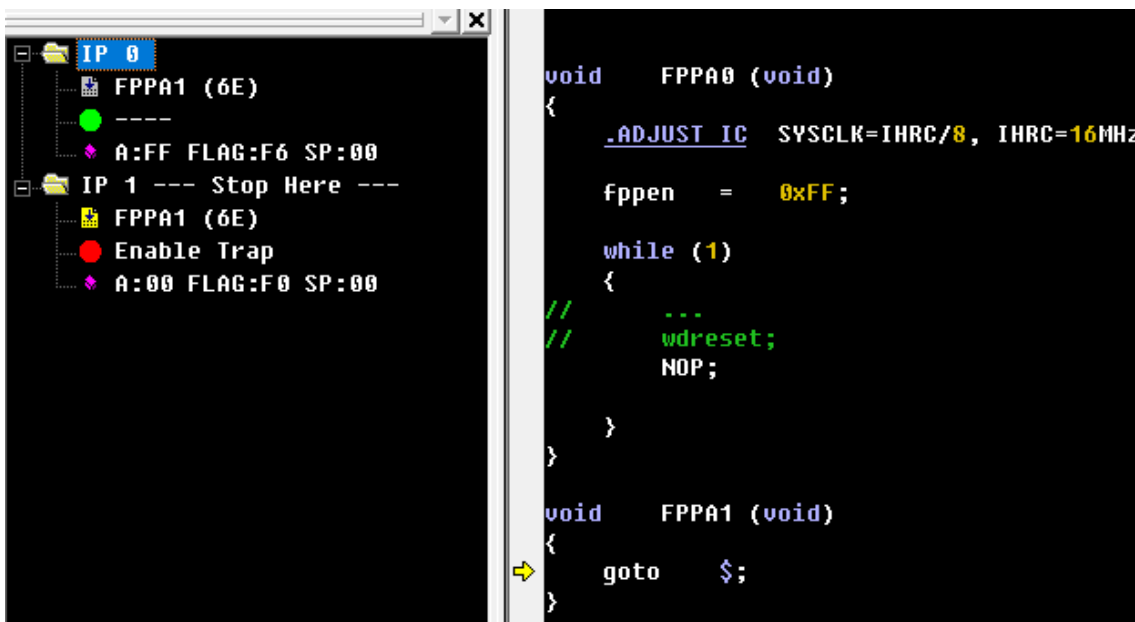 IP 0
FPPA1 (6E)
----
A:FF FLAG:F6 SP:00
IP 1 --- Stop Here ---
FPPA1 (6E)
Enable Trap
A:00 FLAG:F0 SP:00
void FPPA0 (void)
{
.ADJUST_IC SYSCLK=IHRC/8, IHRC=16MHz
fppen = 0xFF;
while (1)
{
// ...
// wdreset;
NOP;
}
}
void FPPA1 (void)
{
goto $;
}